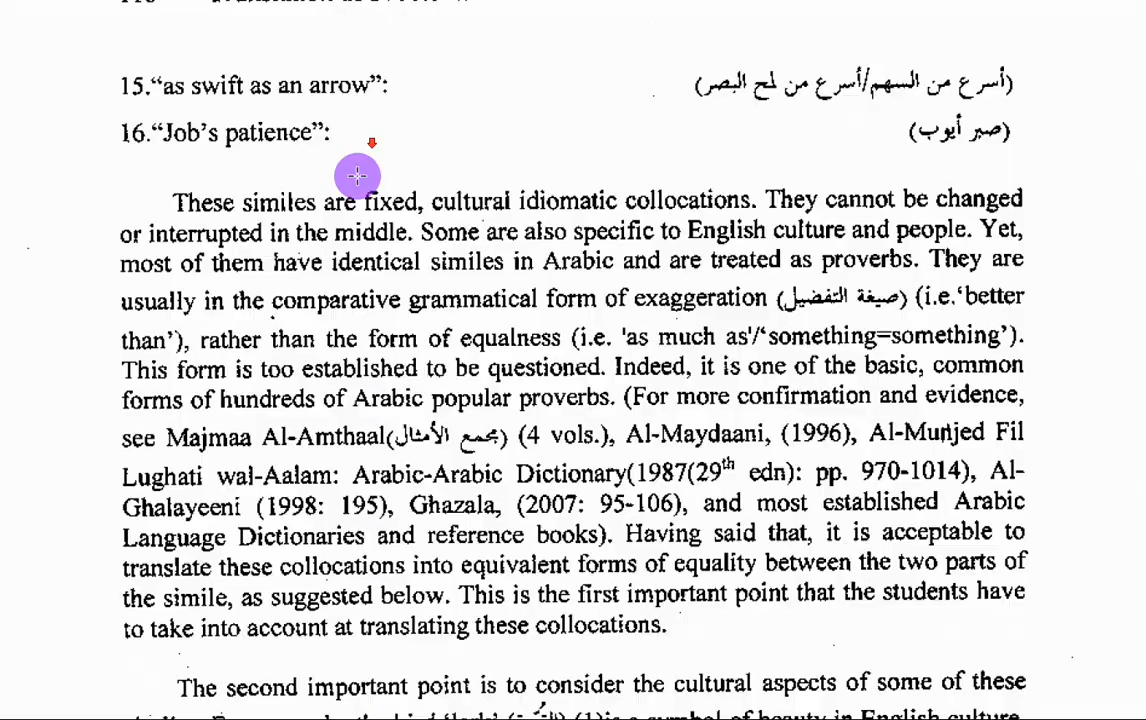 15.“as swift as an arrow”: (أسرع من السهم/أسرع من لمح البصر)
16.“Job’s patience”: (صبر أيوب)
These similes are fixed, cultural idiomatic collocations. They cannot be changed
or interrupted in the middle. Some are also specific to English culture and people. Yet,
most of them have identical similes in Arabic and are treated as proverbs. They are
usually in the comparative grammatical form of exaggeration (صيغة التفضيل) (i.e.‘better
than’), rather than the form of equalness (i.e. 'as much as'/‘something=something’).
This form is too established to be questioned. Indeed, it is one of the basic, common
forms of hundreds of Arabic popular proverbs. (For more confirmation and evidence,
see Majmaa Al-Amthaal(مجمع الأمثال) (4 vols.), Al-Maydaani, (1996), Al-Munjed Fil
Lughati wal-Aalam: Arabic-Arabic Dictionary(1987(29th edn): pp. 970-1014), Al-
Ghalayeeni (1998: 195), Ghazala, (2007: 95-106), and most established Arabic
Language Dictionaries and reference books). Having said that, it is acceptable to
translate these collocations into equivalent forms of equality between the two parts of
the simile, as suggested below. This is the first important point that the students have
to take into account at translating these collocations.
The second important point is to consider the cultural aspects of some of these
is a symbol of beauty in English culture,